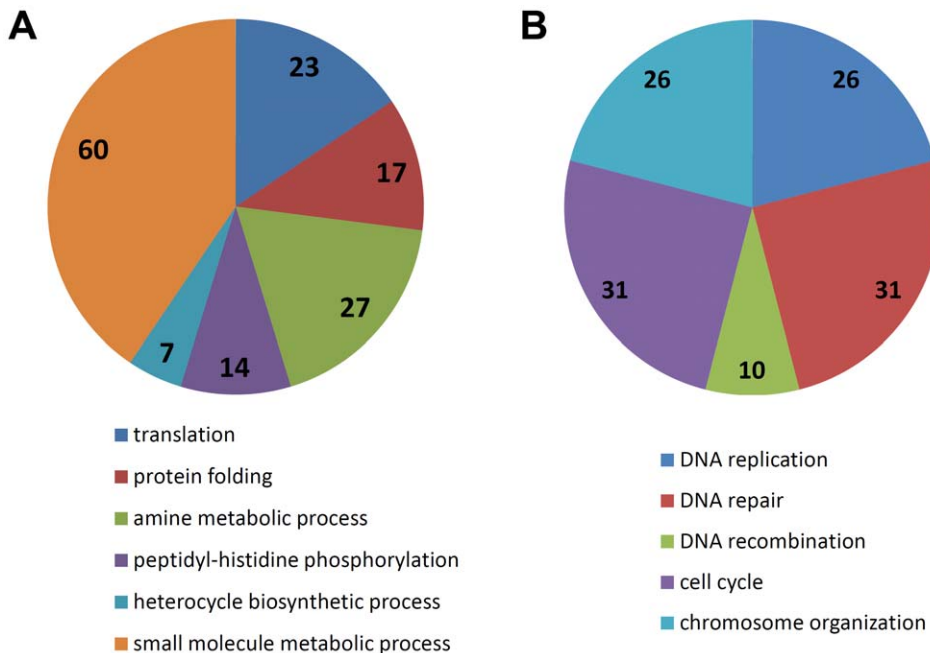 A
23
17
27
14
7
60
translation
protein folding
amine metabolic process
peptidyl-histidine phosphorylation
heterocycle biosynthetic process
small molecule metabolic process
B
26
31
10
31
26
DNA replication
DNA repair
DNA recombination
cell cycle
chromosome organization